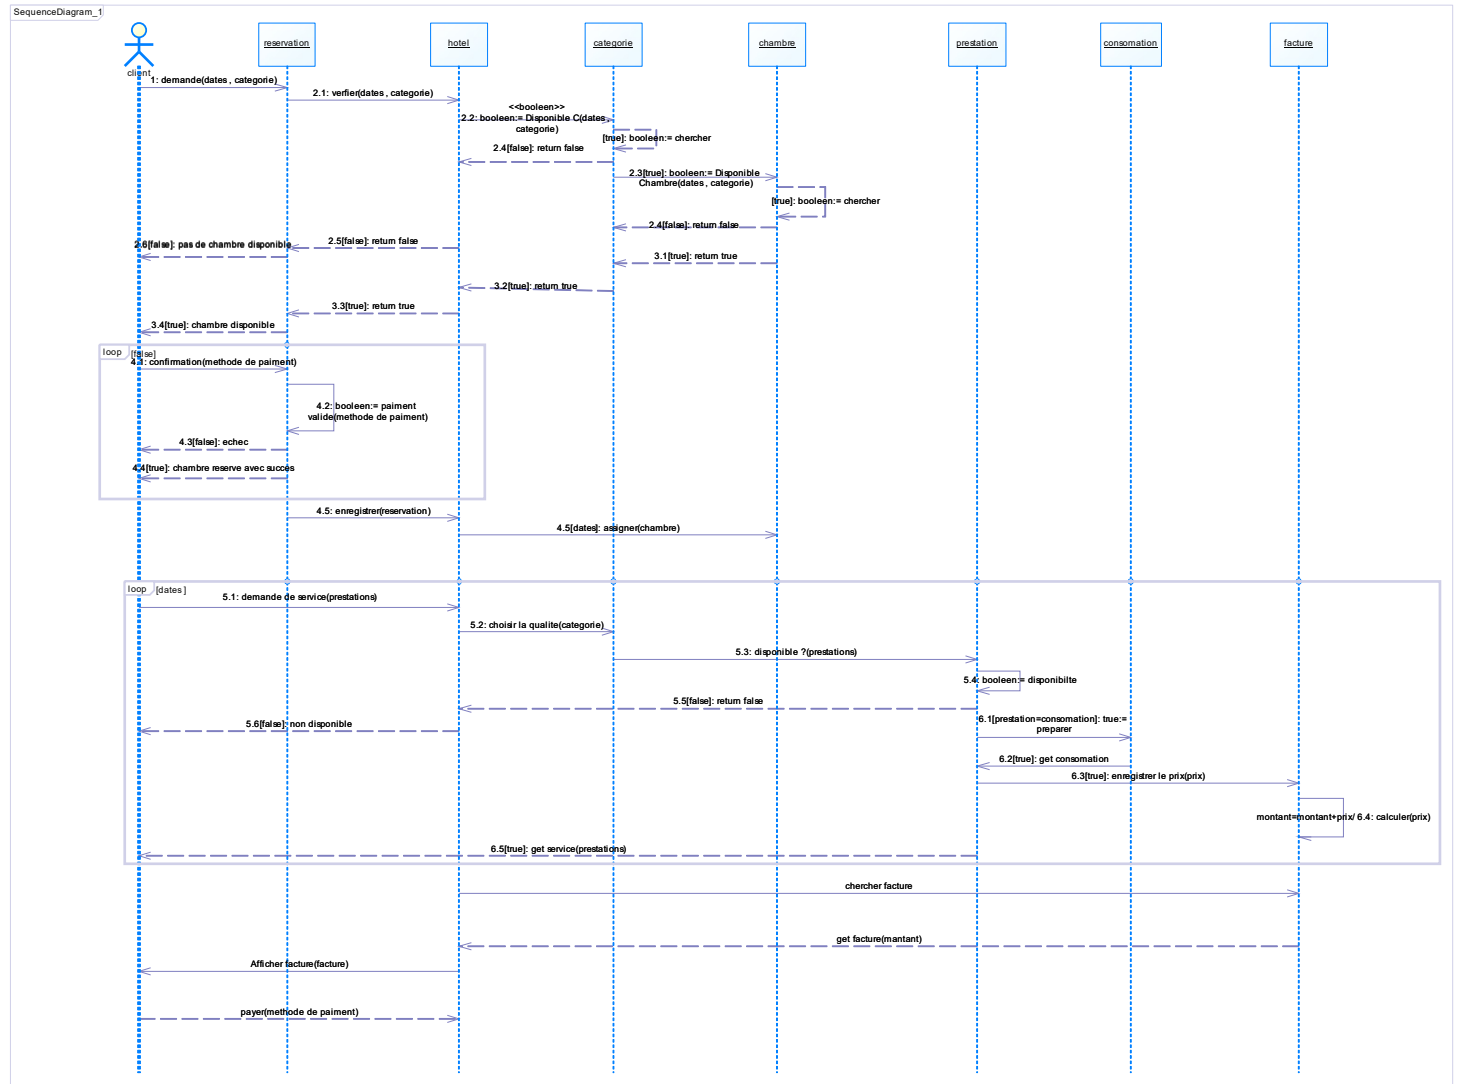 SequenceDiagram_1
client
reservation
hotel
categorie
chambre
prestation
consomation
facture
1: demande(dates , categorie)
2.1: verfier(dates , categorie)
<<booleen>>
2.2: booleen:= Disponible C(dates
categorie)
[true]: booleen:= chercher
2.4[false]: return false
2.3[true]: booleen:= Disponible
Chambre(dates , categorie)
[true]: booleen:= chercher
2.4[false]: return false
2.5[false]: return false
2.6[false]: pas de chambre disponible
3.1[true]: return true
3.2[true]: return true
3.3[true]: return true
3.4[true]: chambre disponible
loop
[false]
4.1: confirmation(methode de paiment)
4.2: booleen:= paiment
valide(methode de paiment)
4.3[false]: echec
4.4[true]: chambre reserve avec succes
4.5: enregistrer(reservation)
4.5[dates]: assigner(chambre)
loop
[dates ]
5.1: demande de service(prestations)
5.2: choisir la qualite(categorie)
5.3: disponible ?(prestations)
5.4: booleen:= disponibilte
5.5[false]: return false
5.6[false]: non disponible
6.1[prestation=consomation]: true:=
preparer
6.2[true]: get consomation
6.3[true]: enregistrer le prix(prix)
montant=montant+prix/ 6.4: calculer(prix)
6.5[true]: get service(prestations)
chercher facture
get facture(mantant)
Afficher facture(facture)
payer(methode de paiment)